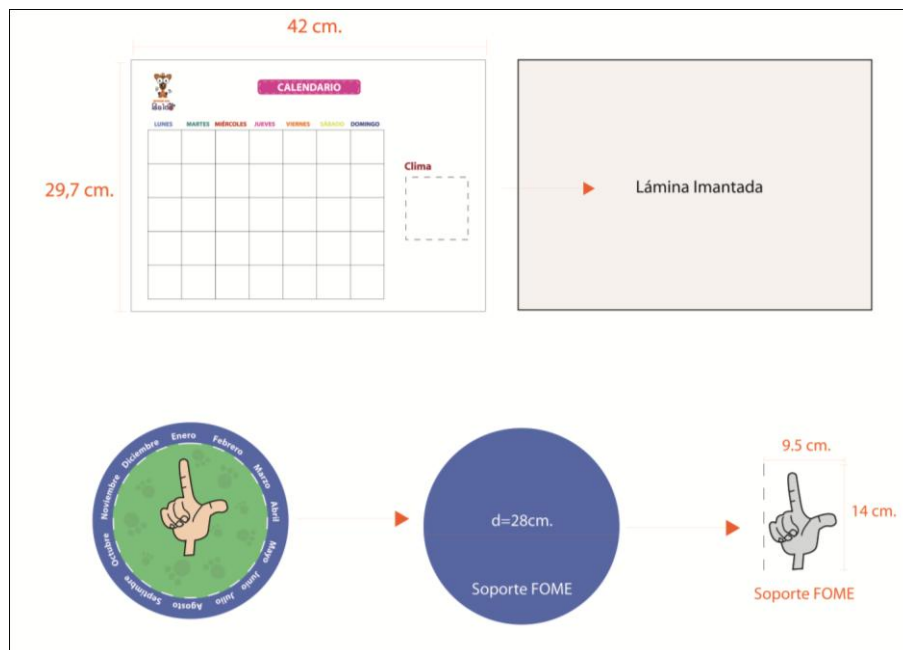 42 cm.
CALENDARIO
LUNES MARTES MIÉRCOLES JUEVES VIERNES SÁBADO DOMINGO
29,7 cm.
Clima
Lámina Imantada
Enero
Febrero
Marzo
Abril
Mayo
Junio
Julio
Agosto
Septiembre
Octubre
Noviembre
Diciembre
d=28cm.
Soporte FOME
9.5 cm.
14 cm.
Soporte FOME